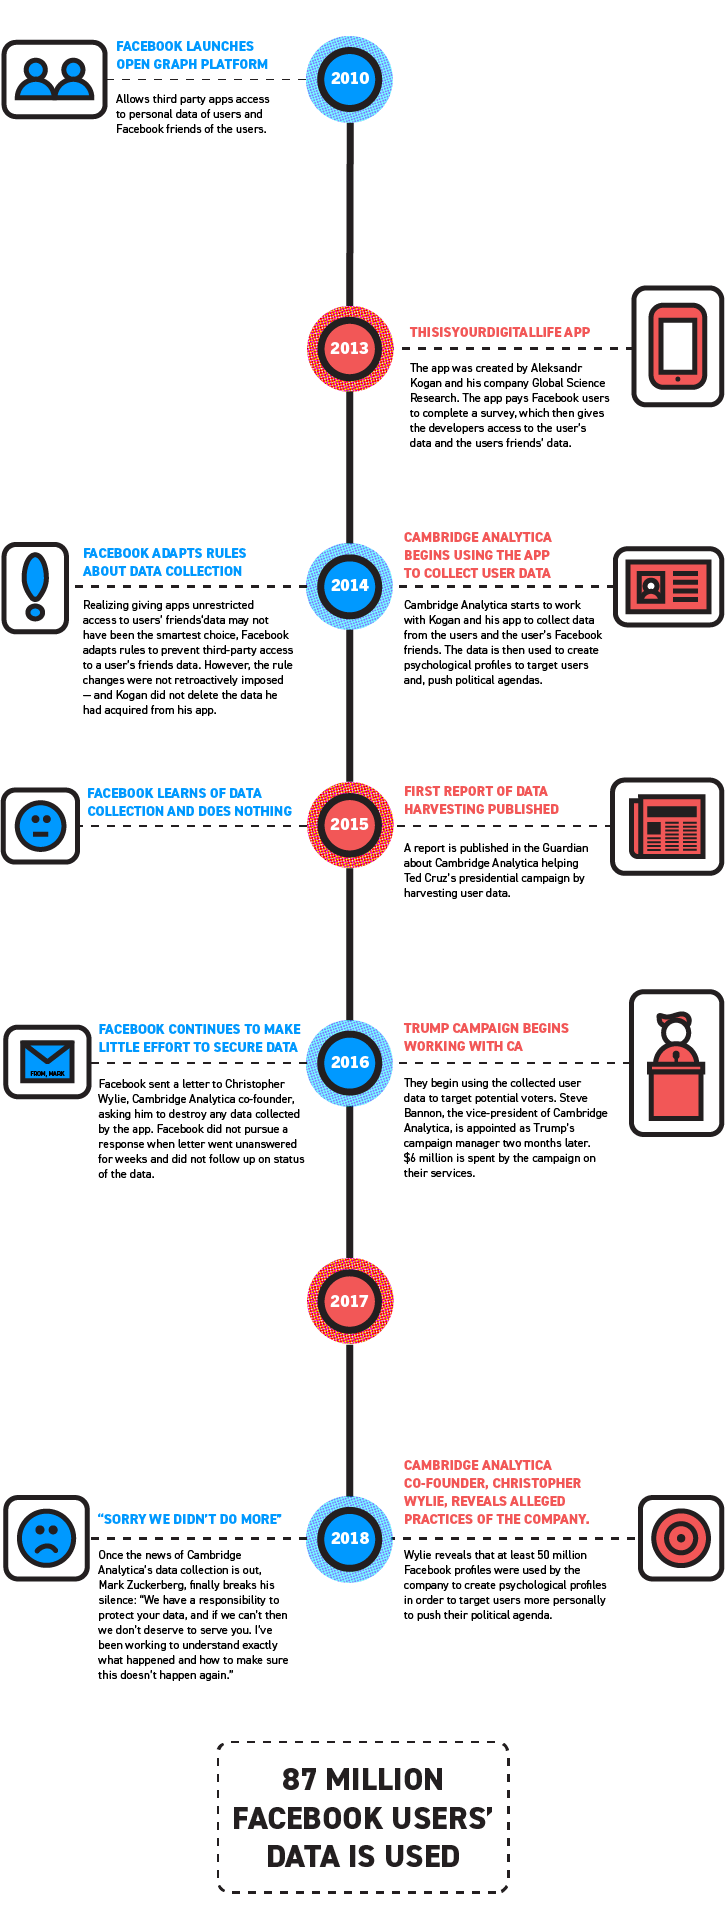 FACEBOOK LAUNCHES
OPEN GRAPH PLATFORM
2010
Allows third party apps access
to personal data of users and
Facebook friends of the users.
2013
THISISYOURDIGITALLIFE APP
The app was created by Aleksandr
Kogan and his company Global Science
Research. The app pays Facebook users
to complete a survey, which then gives
the developers access to the user's
data and the users friends' data.
FACEBOOK ADAPTS RULES
ABOUT DATA COLLECTION
Realizing giving apps unrestricted
access to users' friends'data may not
have been the smartest choice, Facebook
adapts rules to prevent third-party access
to a user's friends data. However, the rule
changes were not retroactively imposed
— and Kogan did not delete the data he
had acquired from his app.
2014
CAMBRIDGE ANALYTICA
BEGINS USING THE APP
TO COLLECT USER DATA
Cambridge Analytica starts to work
with Kogan and his app to collect data
from the users and the user's Facebook
friends. The data is then used to create
psychological profiles to target users
and, push political agendas.
FACEBOOK LEARNS OF DATA
COLLECTION AND DOES NOTHING
2015
FIRST REPORT OF DATA
HARVESTING PUBLISHED
A report is published in the Guardian
about Cambridge Analytica helping
Ted Cruz's presidential campaign by
harvesting user data.
FACEBOOK CONTINUES TO MAKE
LITTLE EFFORT TO SECURE DATA
FROM, MARK
Facebook sent a letter to Christopher
Wylie, Cambridge Analytica co-founder,
asking him to destroy any data collected
by the app. Facebook did not pursue a
response when letter went unanswered
for weeks and did not follow up on status
of the data.
2016
TRUMP CAMPAIGN BEGINS
WORKING WITH CA
They begin using the collected user
data to target potential voters. Steve
Bannon, the vice-president of Cambridge
Analytica, is appointed as Trump's
campaign manager two months later.
$6 million is spent by the campaign on
their services.
2017
"SORRY WE DIDN'T DO MORE"
Once the news of Cambridge
Analytica's data collection is out,
Mark Zuckerberg, finally breaks his
silence: "We have a responsibility to
protect your data, and if we can't then
we don't deserve to serve you. I've
been working to understand exactly
what happened and how to make sure
this doesn't happen again."
2018
CAMBRIDGE ANALYTICA
CO-FOUNDER, CHRISTOPHER
WYLIE, REVEALS ALLEGED
PRACTICES OF THE COMPANY.
Wylie reveals that at least 50 million
Facebook profiles were used by the
company to create psychological profiles
in order to target users more personally
to push their political agenda.
87 MILLION
FACEBOOK USERS'
DATA IS USED